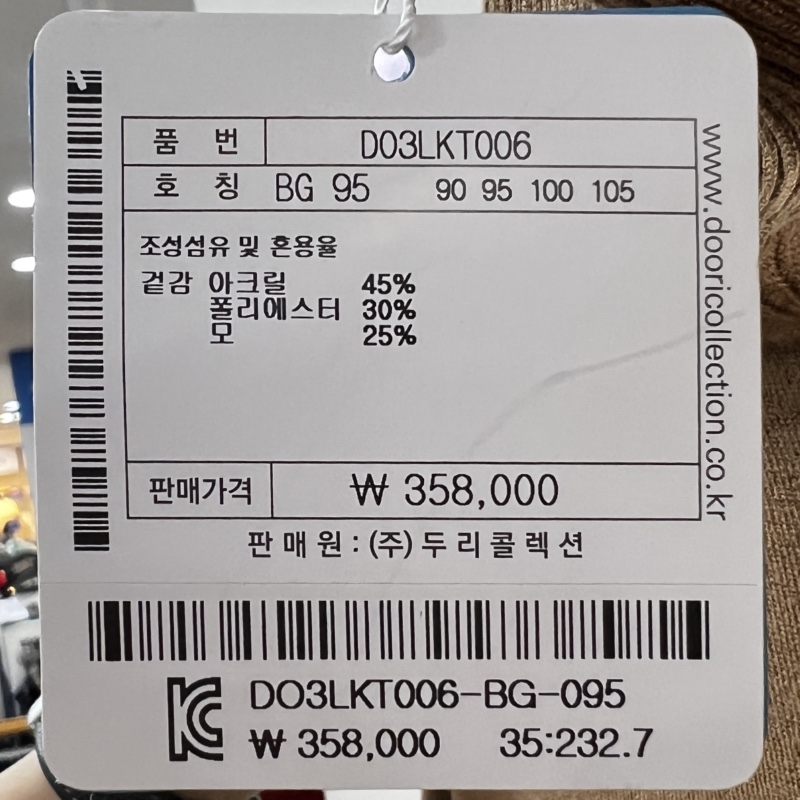 품 번 D03LKT006
호 칭 BG 95 90 95 100 105
조성섬유 및 혼용율
겉감 아크릴 45%
폴리에스터 30%
모 25%
판매가격 ₩ 358,000
판매원 : (주)두리콜렉션
www.dooricollection.co.kr
KC DO3LKT006-BG-095
₩ 358,000 35:232.7